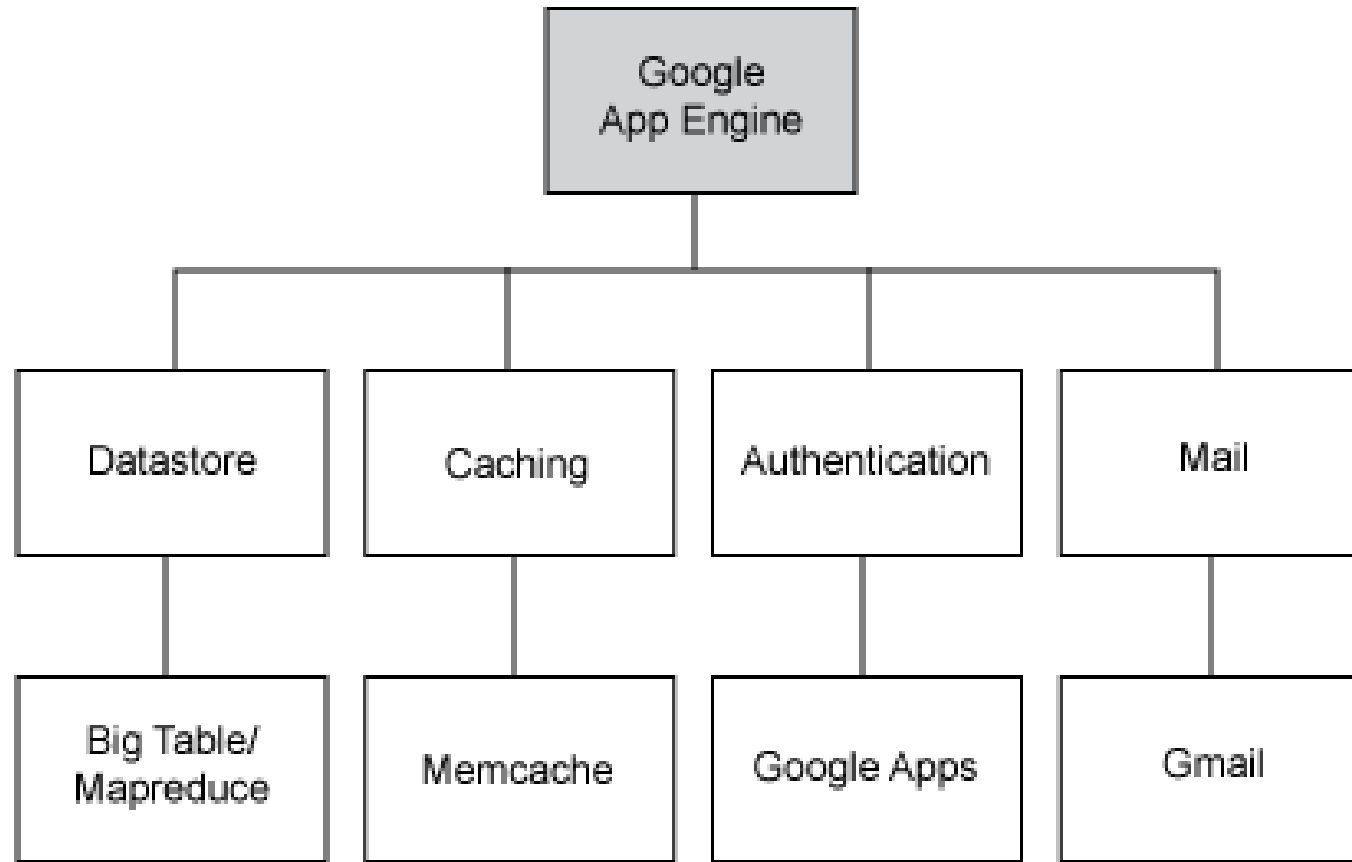 Google
App Engine
Datastore
Caching
Authentication
Mail
Big Table/
Mapreduce
Memcache
Google Apps
Gmail